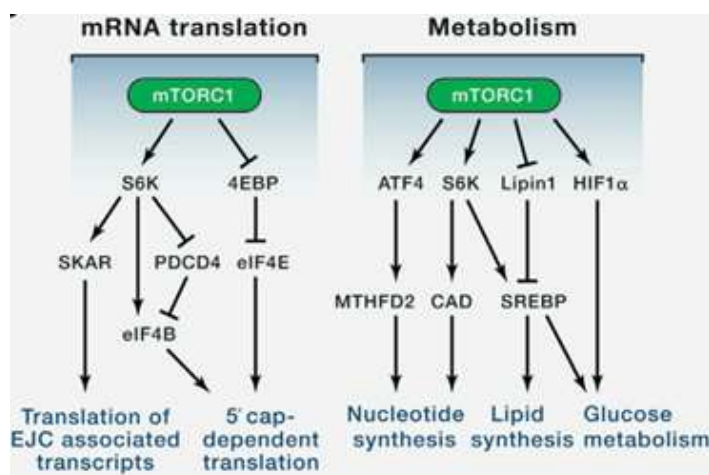 mRNA translation
Metabolism
mTORC1
mTORC1
S6K
4EBP
ATF4
S6K
Lipin1
HIF1α
SKAR
PDCD4
eIF4E
eIF4B
MTHFD2
CAD
SREBP
Translation of
EJC associated
transcripts
5' cap-
dependent
translation
Nucleotide
synthesis
Lipid
synthesis
Glucose
metabolism